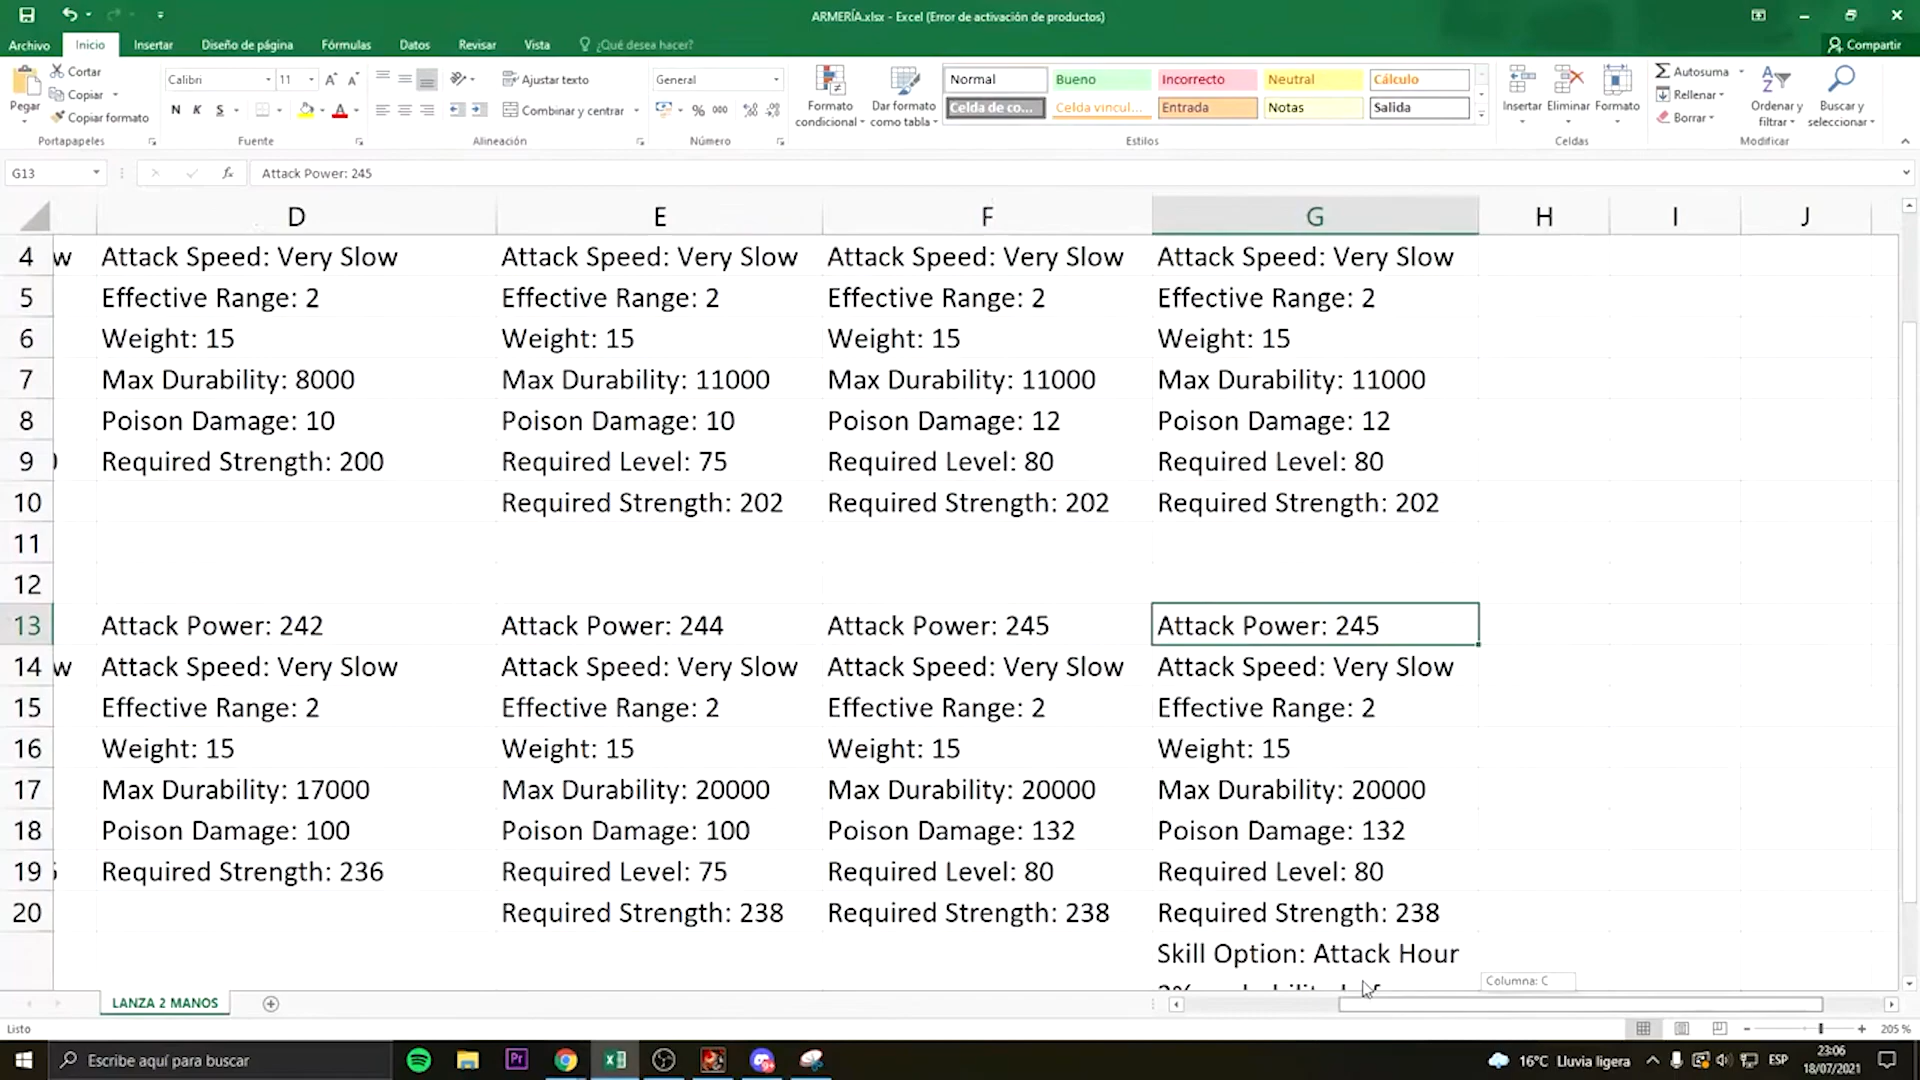 ARMERÍA.xlsx - Excel (Error de activación de productos)
Archivo Inicio Insertar Diseño de página Fórmulas Datos Revisar Vista ¿Qué desea hacer? Compartir
Pegar
Cortar
Copiar
Copiar formato
Portapapeles
Calibri 11
N K S
Fuente
Ajustar texto
Combinar y centrar
Alineación
General
% 000
Número
Formato condicional
Dar formato como tabla
Normal Bueno Incorrecto Neutral Cálculo
Celda de co... Celda vincul... Entrada Notas Salida
Estilos
Insertar Eliminar Formato
Celdas
Autosuma
Rellenar
Borrar
Ordenar y filtrar
Buscar y seleccionar
Modificar
G13 fx Attack Power: 245
D E F G H I J
4 w Attack Speed: Very Slow Attack Speed: Very Slow Attack Speed: Very Slow Attack Speed: Very Slow
5 Effective Range: 2 Effective Range: 2 Effective Range: 2 Effective Range: 2
6 Weight: 15 Weight: 15 Weight: 15 Weight: 15
7 Max Durability: 8000 Max Durability: 11000 Max Durability: 11000 Max Durability: 11000
8 Poison Damage: 10 Poison Damage: 10 Poison Damage: 12 Poison Damage: 12
9 Required Strength: 200 Required Level: 75 Required Level: 80 Required Level: 80
10 Required Strength: 202 Required Strength: 202 Required Strength: 202
11
12
13 Attack Power: 242 Attack Power: 244 Attack Power: 245 Attack Power: 245
14 w Attack Speed: Very Slow Attack Speed: Very Slow Attack Speed: Very Slow Attack Speed: Very Slow
15 Effective Range: 2 Effective Range: 2 Effective Range: 2 Effective Range: 2
16 Weight: 15 Weight: 15 Weight: 15 Weight: 15
17 Max Durability: 17000 Max Durability: 20000 Max Durability: 20000 Max Durability: 20000
18 Poison Damage: 100 Poison Damage: 100 Poison Damage: 132 Poison Damage: 132
19 Required Strength: 236 Required Level: 75 Required Level: 80 Required Level: 80
20 Required Strength: 238 Required Strength: 238 Required Strength: 238
Skill Option: Attack Hour
Columna: C
LANZA 2 MANOS
Listo 205 %
Escribe aquí para buscar
Pr
16°C Lluvia ligera ESP
23:06
18/07/2021